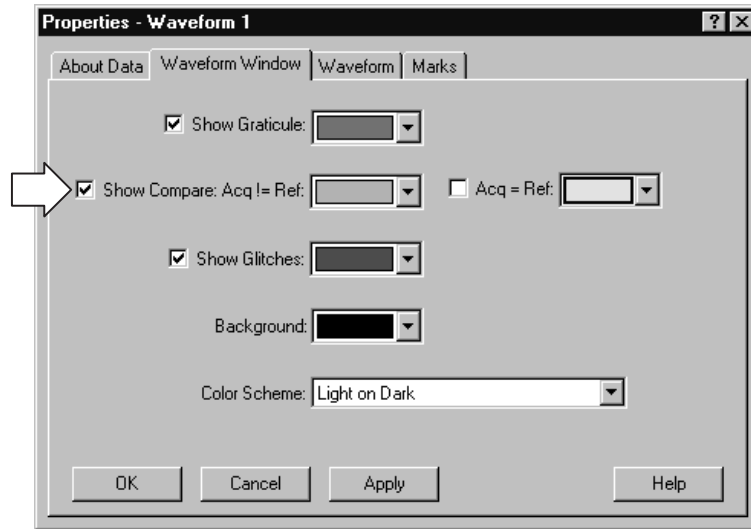 Properties - Waveform 1
About Data Waveform Window Waveform Marks
Show Graticule:
Show Compare: Acq != Ref: Acq = Ref:
Show Glitches:
Background:
Color Scheme: Light on Dark
OK Cancel Apply Help